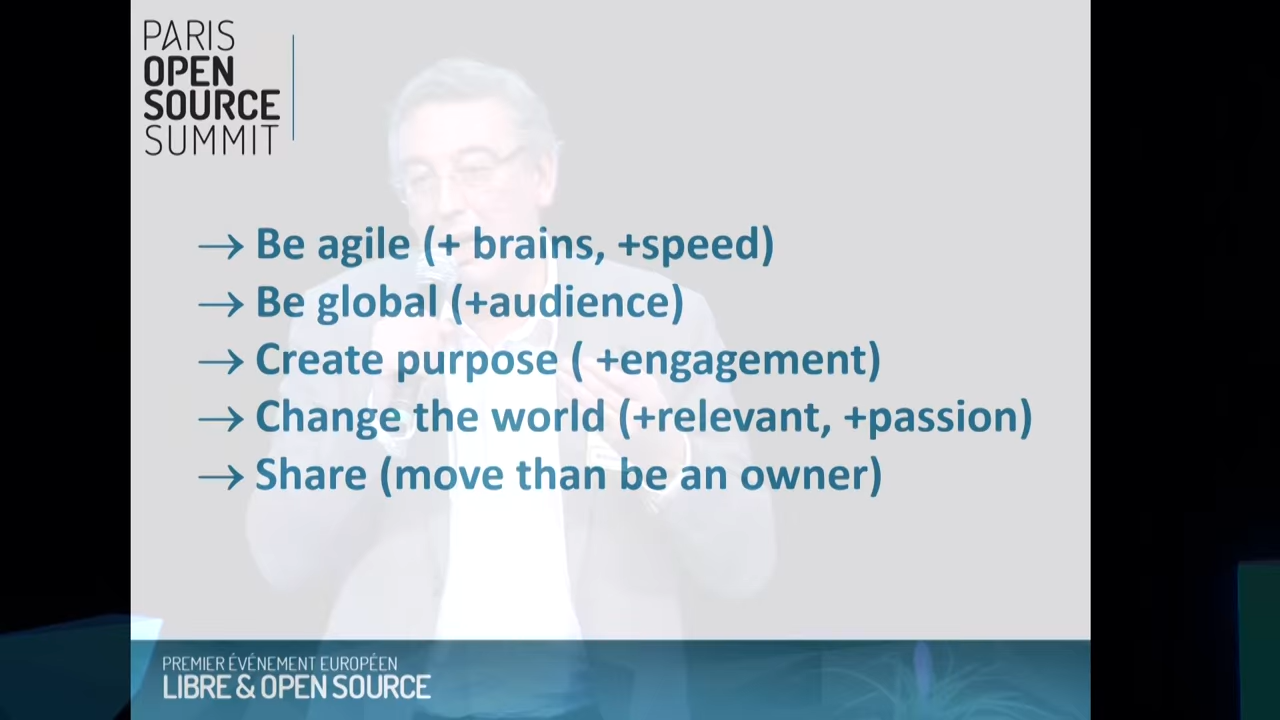 PARIS
OPEN
SOURCE
SUMMIT
→ Be agile (+ brains, +speed)
→ Be global (+audience)
→ Create purpose ( +engagement)
→ Change the world (+relevant, +passion)
→ Share (move than be an owner)
PREMIER ÉVÉNEMENT EUROPÉEN
LIBRE & OPEN SOURCE